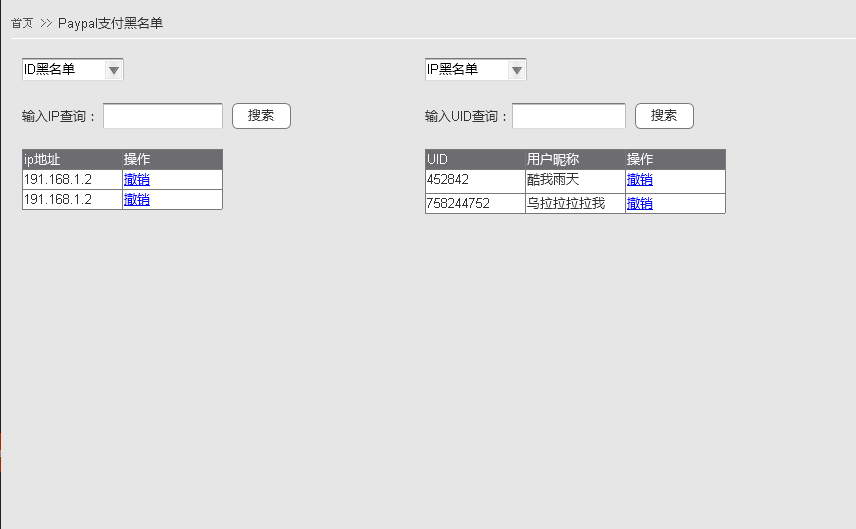 首页 >> Paypal支付黑名单
ID黑名单
输入IP查询： 搜索
ip地址 操作
191.168.1.2 撤销
191.168.1.2 撤销
IP黑名单
输入UID查询： 搜索
UID 用户昵称 操作
452842 酷我雨天 撤销
758244752 乌拉拉拉拉我 撤销